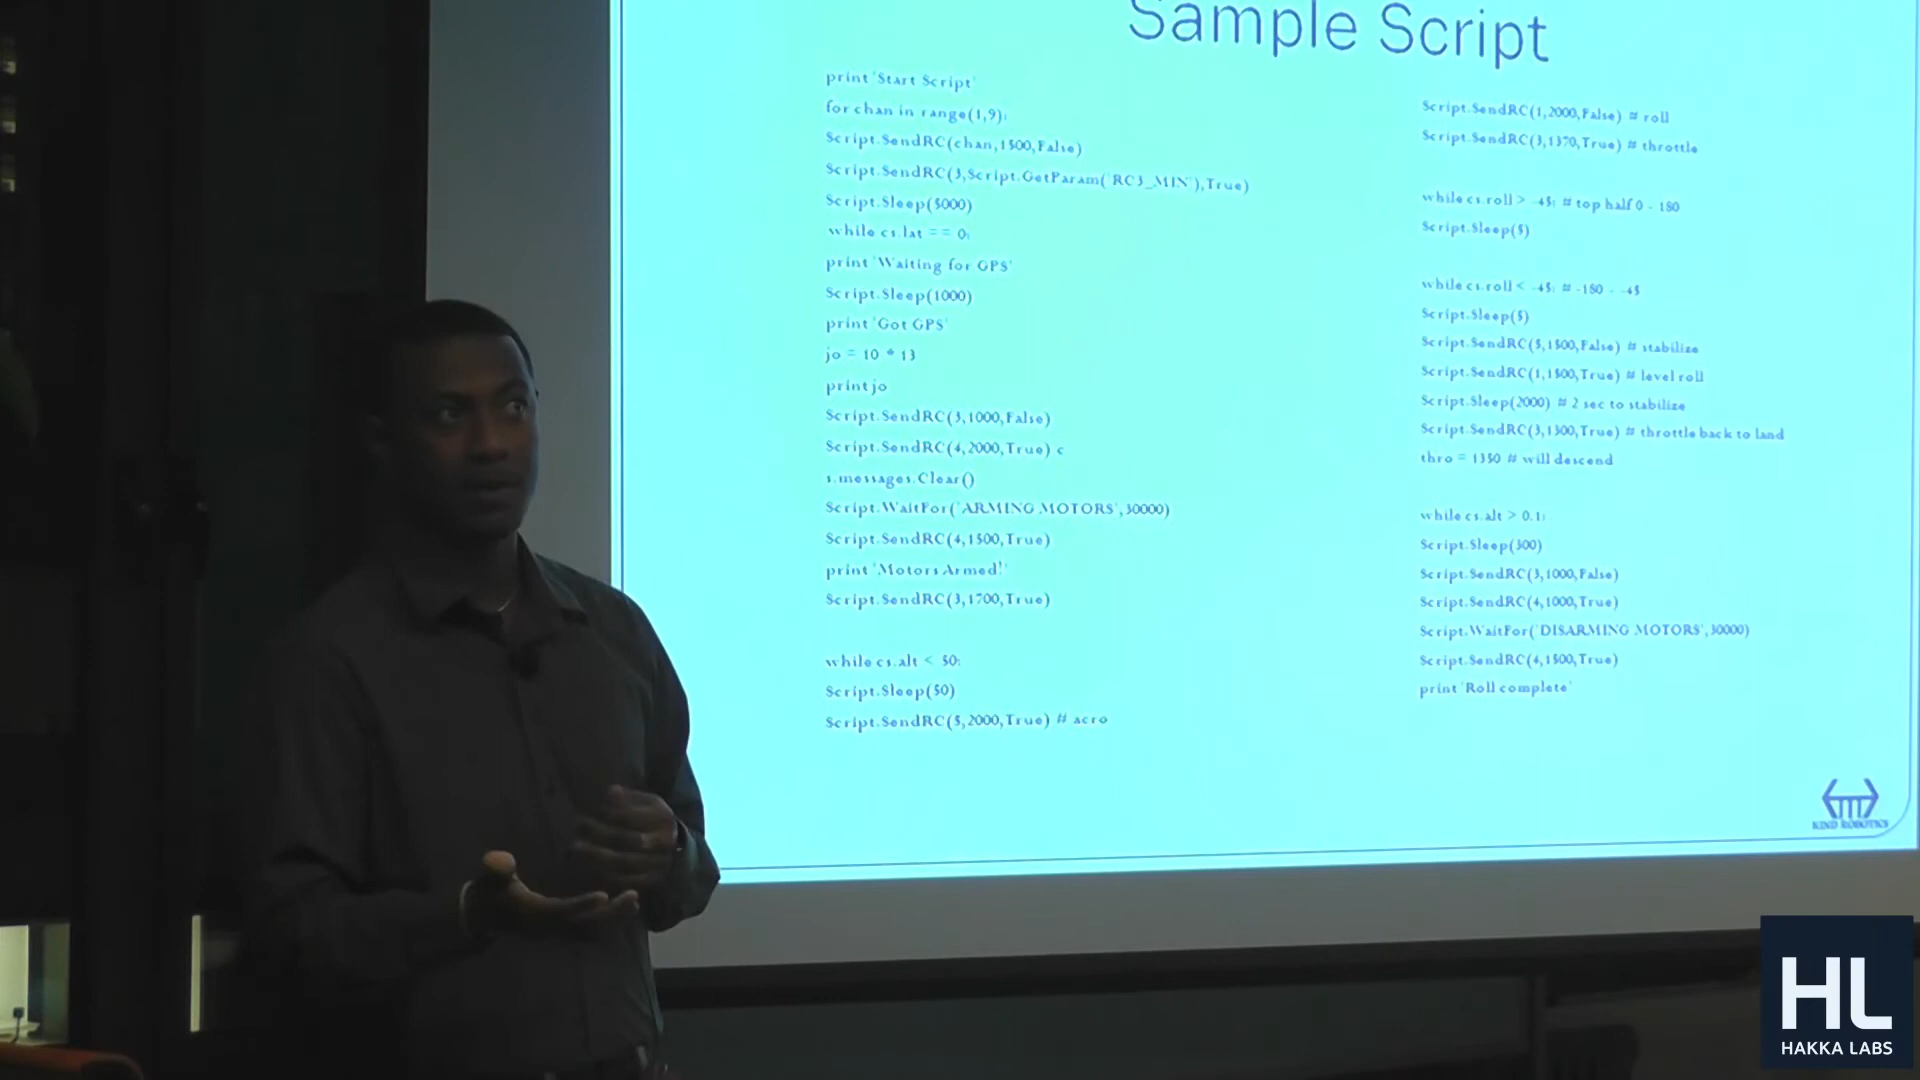 Sample Script
print 'Start Script'
for chan in range(1,9):
Script.SendRC(chan,1500,False)
Script.SendRC(3,Script.GetParam('RC3_MIN'),True)
Script.Sleep(5000)
while cs.lat == 0:
print 'Waiting for GPS'
Script.Sleep(1000)
print 'Got GPS'
jo = 10 * 13
print jo
Script.SendRC(3,1000,False)
Script.SendRC(4,2000,True) c
s.messages.Clear()
Script.WaitFor('ARMING MOTORS',30000)
Script.SendRC(4,1500,True)
print 'Motors Armed!'
Script.SendRC(3,1700,True)
while cs.alt < 50:
Script.Sleep(50)
Script.SendRC(5,2000,True) # acro
Script.SendRC(1,2000,False) # roll
Script.SendRC(3,1370,True) # throttle
while cs.roll > -45: # top half 0 - 180
Script.Sleep(5)
while cs.roll < -45: # -180 - -45
Script.Sleep(5)
Script.SendRC(5,1500,False) # stabilize
Script.SendRC(1,1500,True) # level roll
Script.Sleep(2000) # 2 sec to stabilize
Script.SendRC(3,1300,True) # throttle back to land
thro = 1350 # will descend
while cs.alt > 0.1:
Script.Sleep(300)
Script.SendRC(3,1000,False)
Script.SendRC(4,1000,True)
Script.WaitFor('DISARMING MOTORS',30000)
Script.SendRC(4,1500,True)
print 'Roll complete'
KIND ROBOTICS
HL
HAKKA LABS